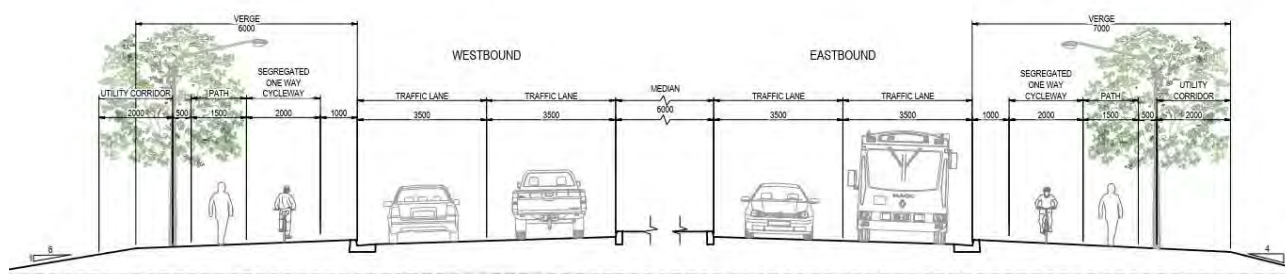 VERGE
6000
VERGE
7000
WESTBOUND
EASTBOUND
UTILITY CORRIDOR
PATH
SEGREGATED
ONE WAY
CYCLEWAY
TRAFFIC LANE
TRAFFIC LANE
MEDIAN
6000
TRAFFIC LANE
TRAFFIC LANE
SEGREGATED
ONE WAY
CYCLEWAY
PATH
UTILITY
CORRIDOR
2000
500
1500
2000
1000
3500
3500
3500
3500
1000
2000
1500
500
2000
1
4